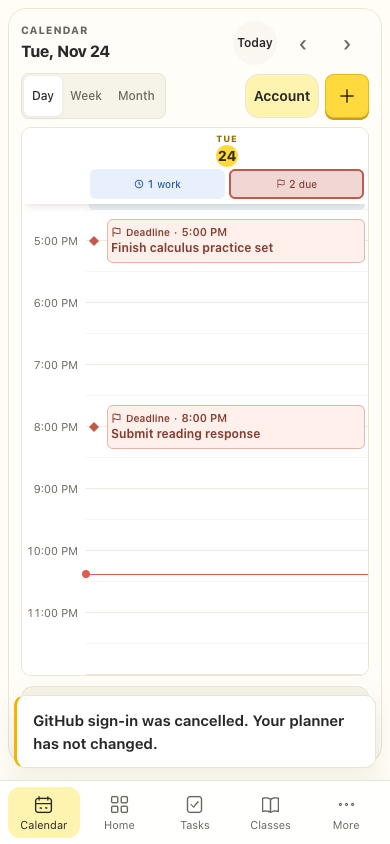 CALENDAR
Tue, Nov 24
Today
Day
Week
Month
Account
TUE
24
1 work
2 due
5:00 PM
Deadline · 5:00 PM
Finish calculus practice set
6:00 PM
7:00 PM
8:00 PM
Deadline · 8:00 PM
Submit reading response
9:00 PM
10:00 PM
11:00 PM
GitHub sign-in was cancelled. Your planner
has not changed.
Calendar
Home
Tasks
Classes
More